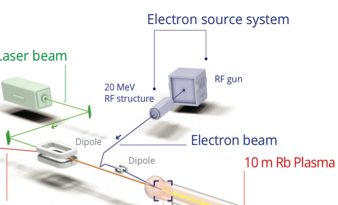 Electron source system
Laser beam
RF gun
20 MeV
RF structure
Dipole
Electron beam
Dipole
10 m Rb Plasma